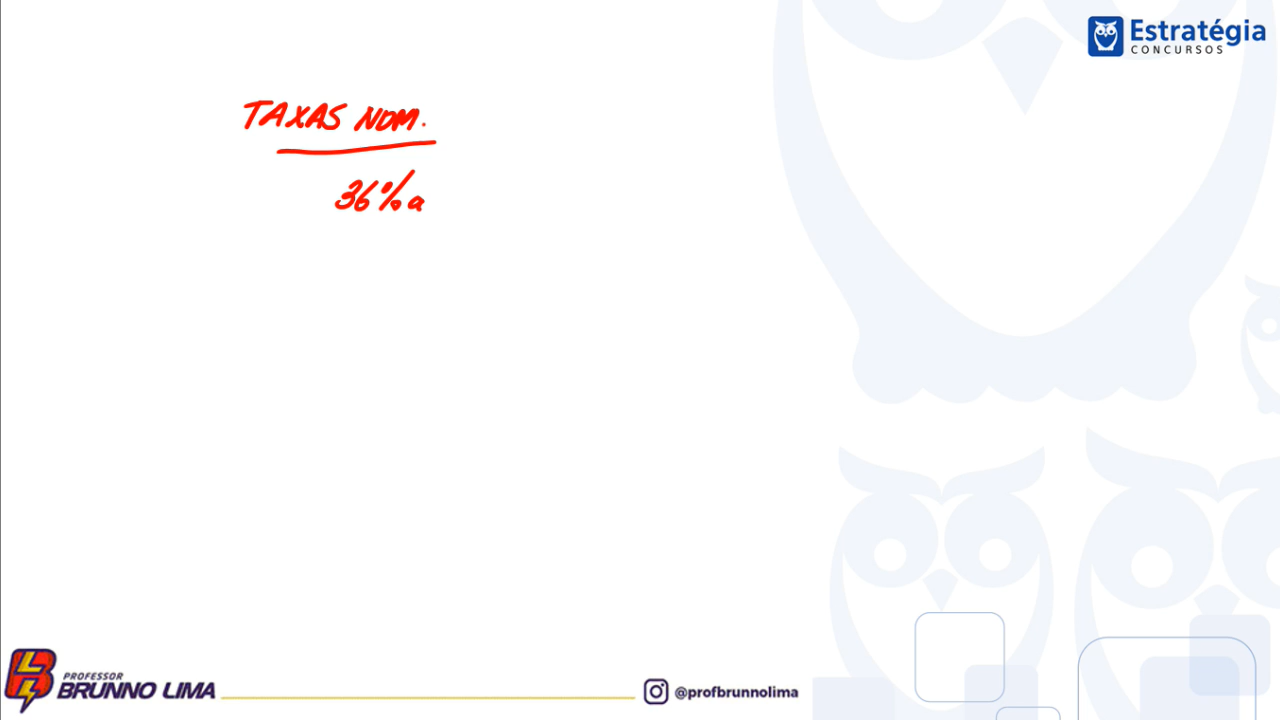 Estratégia
CONCURSOS
TAXAS NOM.
36% a
PROFESSOR
BRUNNO LIMA
@profbrunnolima